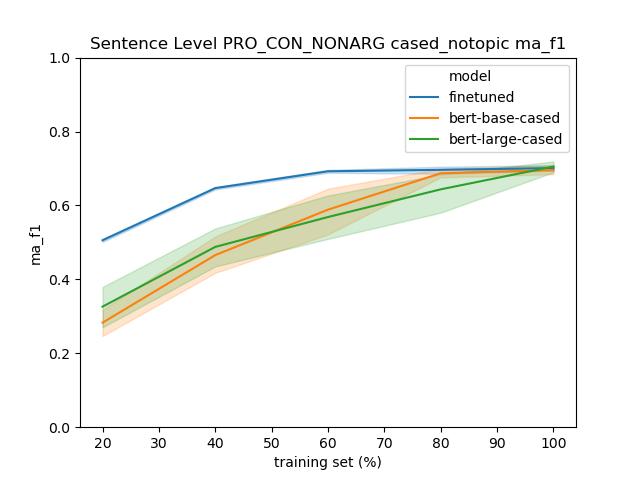 Sentence Level PRO_CON_NONARG cased_notopic ma_f1
model
finetuned
bert-base-cased
bert-large-cased
ma_f1
1.0
0.8
0.6
0.4
0.2
0.0
20 30 40 50 60 70 80 90 100
training set (%)